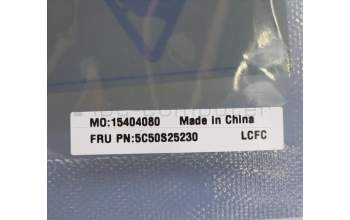 MO:15404080 Made in China
FRU PN:5C50S25230 LCFC